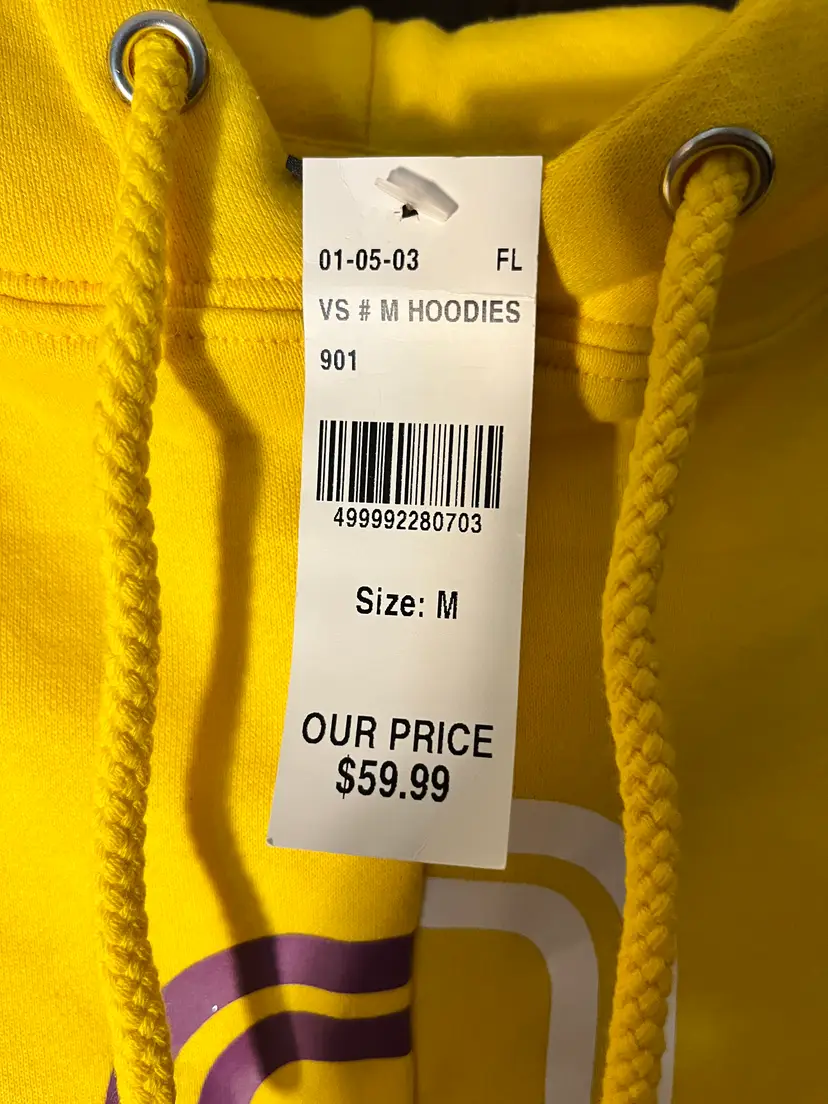 01-05-03 FL
VS # M HOODIES
901
499992280703
Size: M
OUR PRICE
$59.99